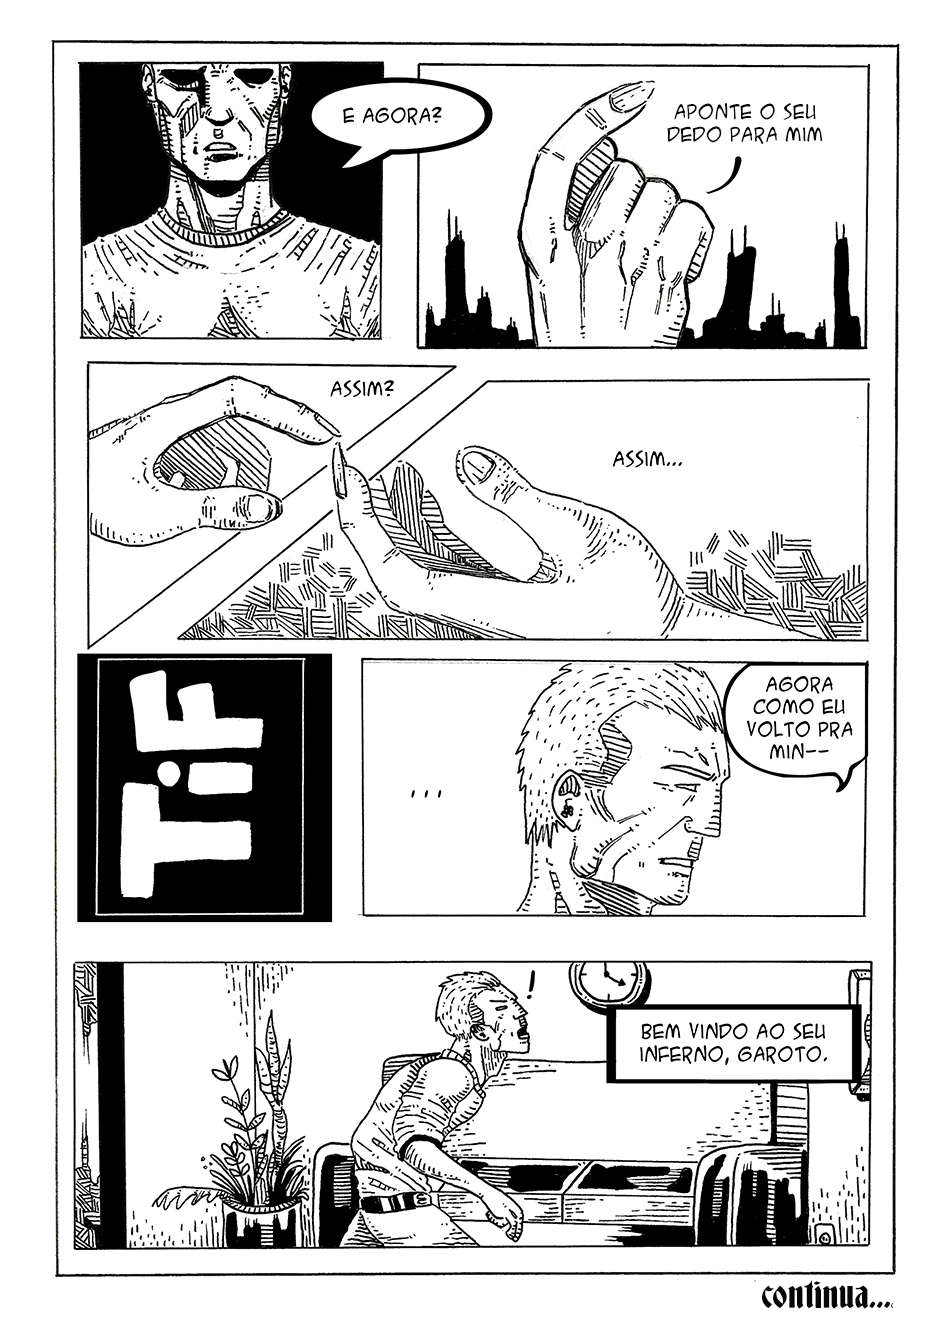 E AGORA?
APONTE O SEU
DEDO PARA MIM
ASSIM?
ASSIM...
TiF
...
AGORA
COMO EU
VOLTO PRA
MIN--
!
BEM VINDO AO SEU
INFERNO, GAROTO.
continua...